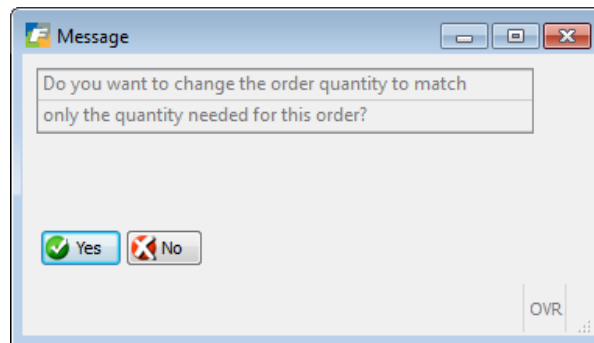 Message
Do you want to change the order quantity to match
only the quantity needed for this order?
Yes No
OVR